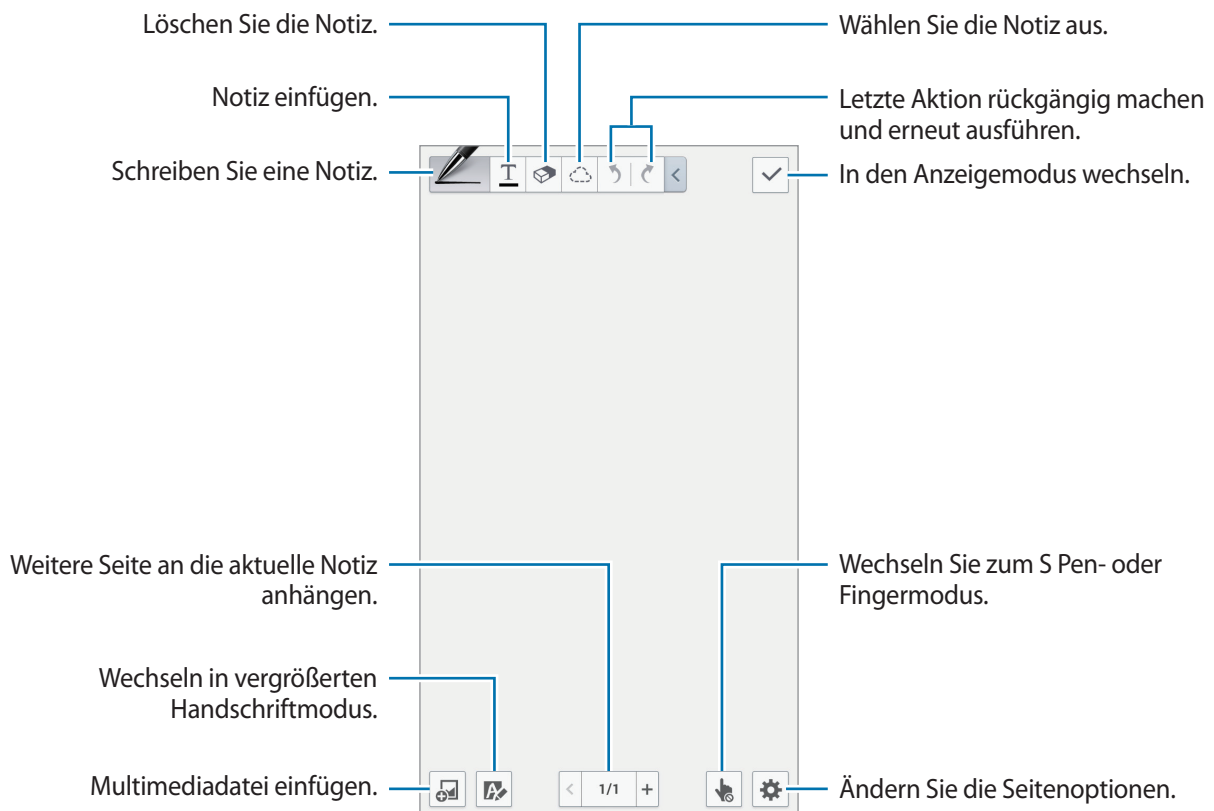 Löschen Sie die Notiz.
Wählen Sie die Notiz aus.
Notiz einfügen.
Letzte Aktion rückgängig machen
und erneut ausführen.
Schreiben Sie eine Notiz.
T
In den Anzeigemodus wechseln.
Weitere Seite an die aktuelle Notiz
anhängen.
Wechseln Sie zum S Pen- oder
Fingermodus.
Wechseln in vergrößerten
Handschriftmodus.
Multimediadatei einfügen.
A
< 1/1 +
Ändern Sie die Seitenoptionen.